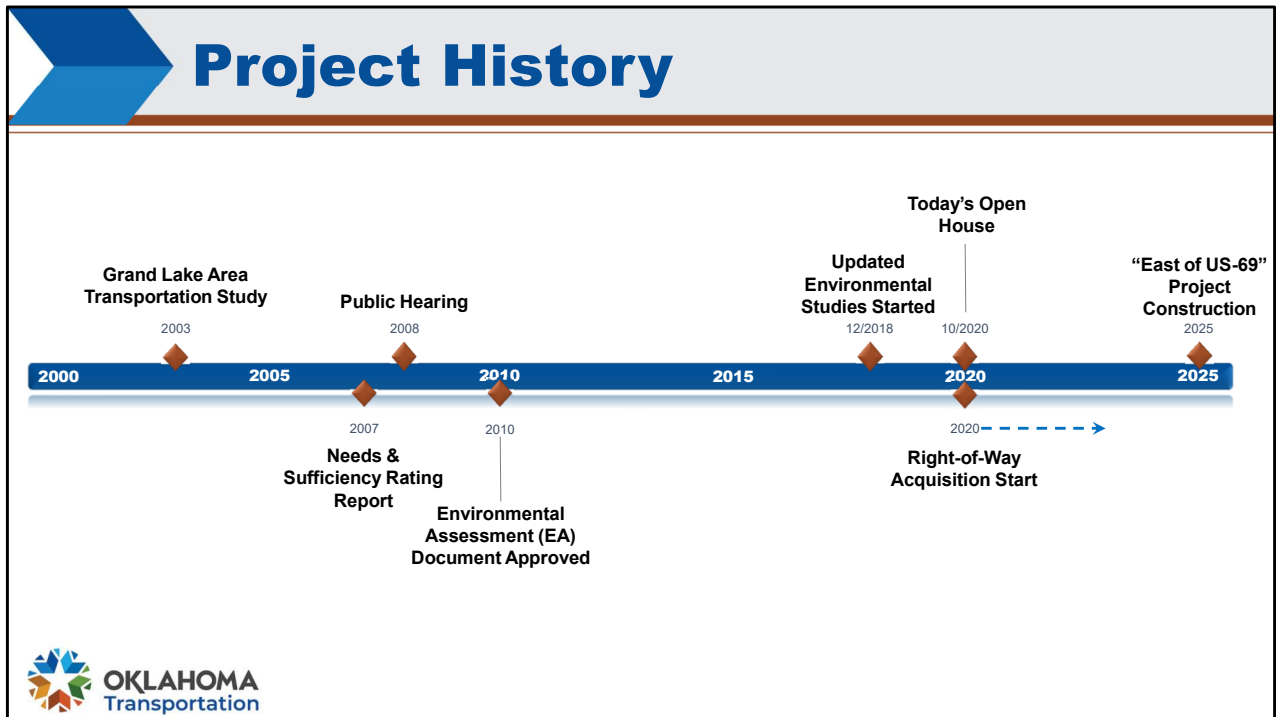 Project History
Today's Open
House
Grand Lake Area
Transportation Study
2003
Public Hearing
2008
Updated
Environmental
Studies Started
12/2018
10/2020
“East of US-69”
Project
Construction
2025
2000
2005
2010
2015
2020
2025
2007
Needs &
Sufficiency Rating
Report
2010
Environmental
Assessment (EA)
Document Approved
2020
Right-of-Way
Acquisition Start
OKLAHOMA
Transportation